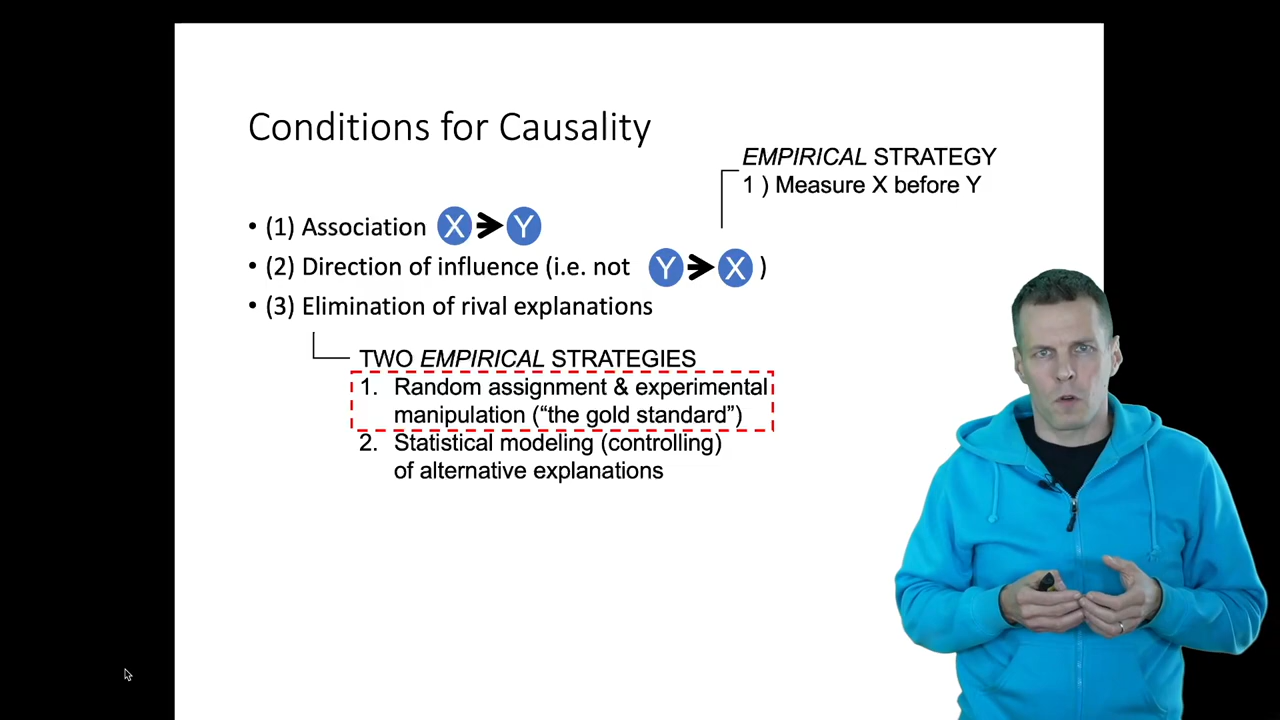 Conditions for Causality
EMPIRICAL STRATEGY
1 ) Measure X before Y
• (1) Association X Y
• (2) Direction of influence (i.e. not Y X )
• (3) Elimination of rival explanations
TWO EMPIRICAL STRATEGIES
1. Random assignment & experimental
manipulation (“the gold standard”)
2. Statistical modeling (controlling)
of alternative explanations